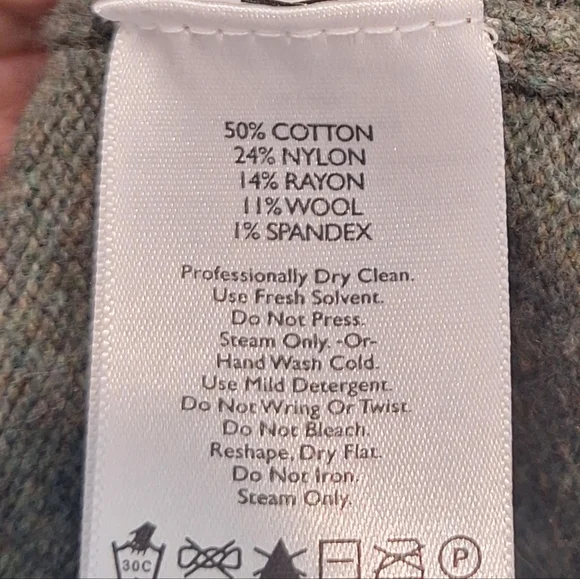 50% COTTON
24% NYLON
14% RAYON
11% WOOL
1% SPANDEX
Professionally Dry Clean.
Use Fresh Solvent.
Do Not Press.
Steam Only. -Or-
Hand Wash Cold.
Use Mild Detergent.
Do Not Wring Or Twist.
Do Not Bleach.
Reshape, Dry Flat.
Do Not Iron.
Steam Only.
30C P